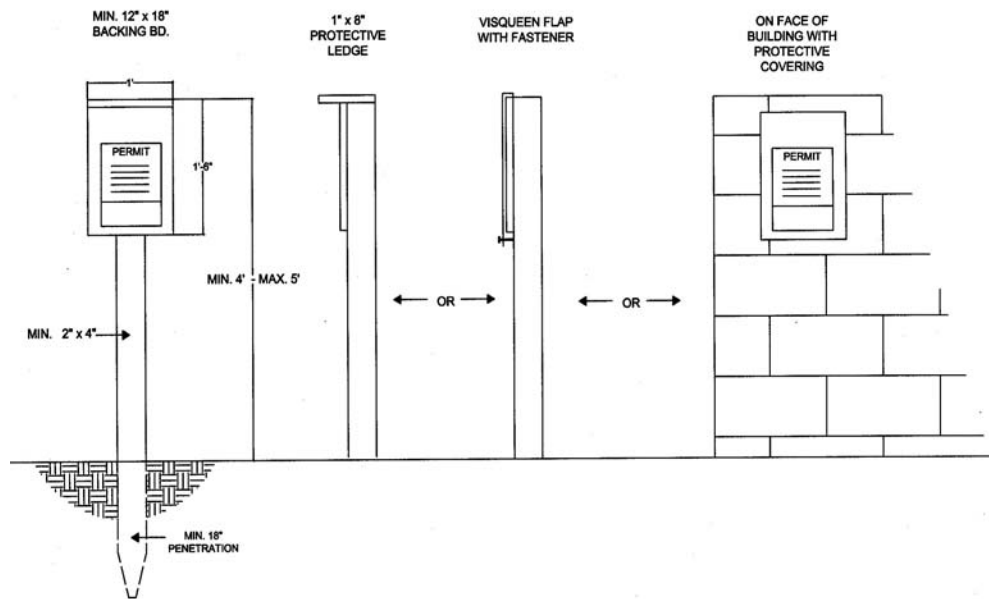 MIN. 12" x 18"
BACKING BD.
1" x 8"
PROTECTIVE
LEDGE
VISQUEEN FLAP
WITH FASTENER
ON FACE OF
BUILDING WITH
PROTECTIVE
COVERING
1'
PERMIT
1'-6"
PERMIT
MIN. 4' - MAX. 5'
OR
OR
MIN. 2" x 4"
MIN. 18"
PENETRATION